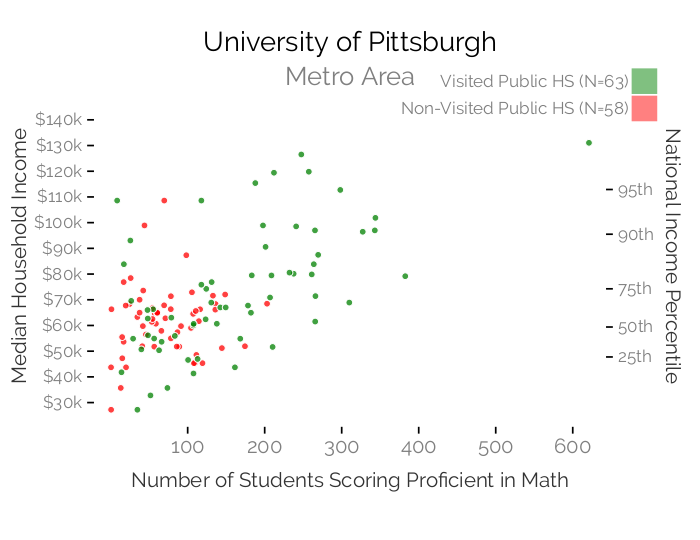 University of Pittsburgh
Metro Area
Visited Public HS (N=63)
Non-Visited Public HS (N=58)
$140k
$130k
$120k
$110k
$100k
$90k
$80k
$70k
$60k
$50k
$40k
$30k
Median Household Income
95th
90th
75th
50th
25th
National Income Percentile
100 200 300 400 500 600
Number of Students Scoring Proficient in Math